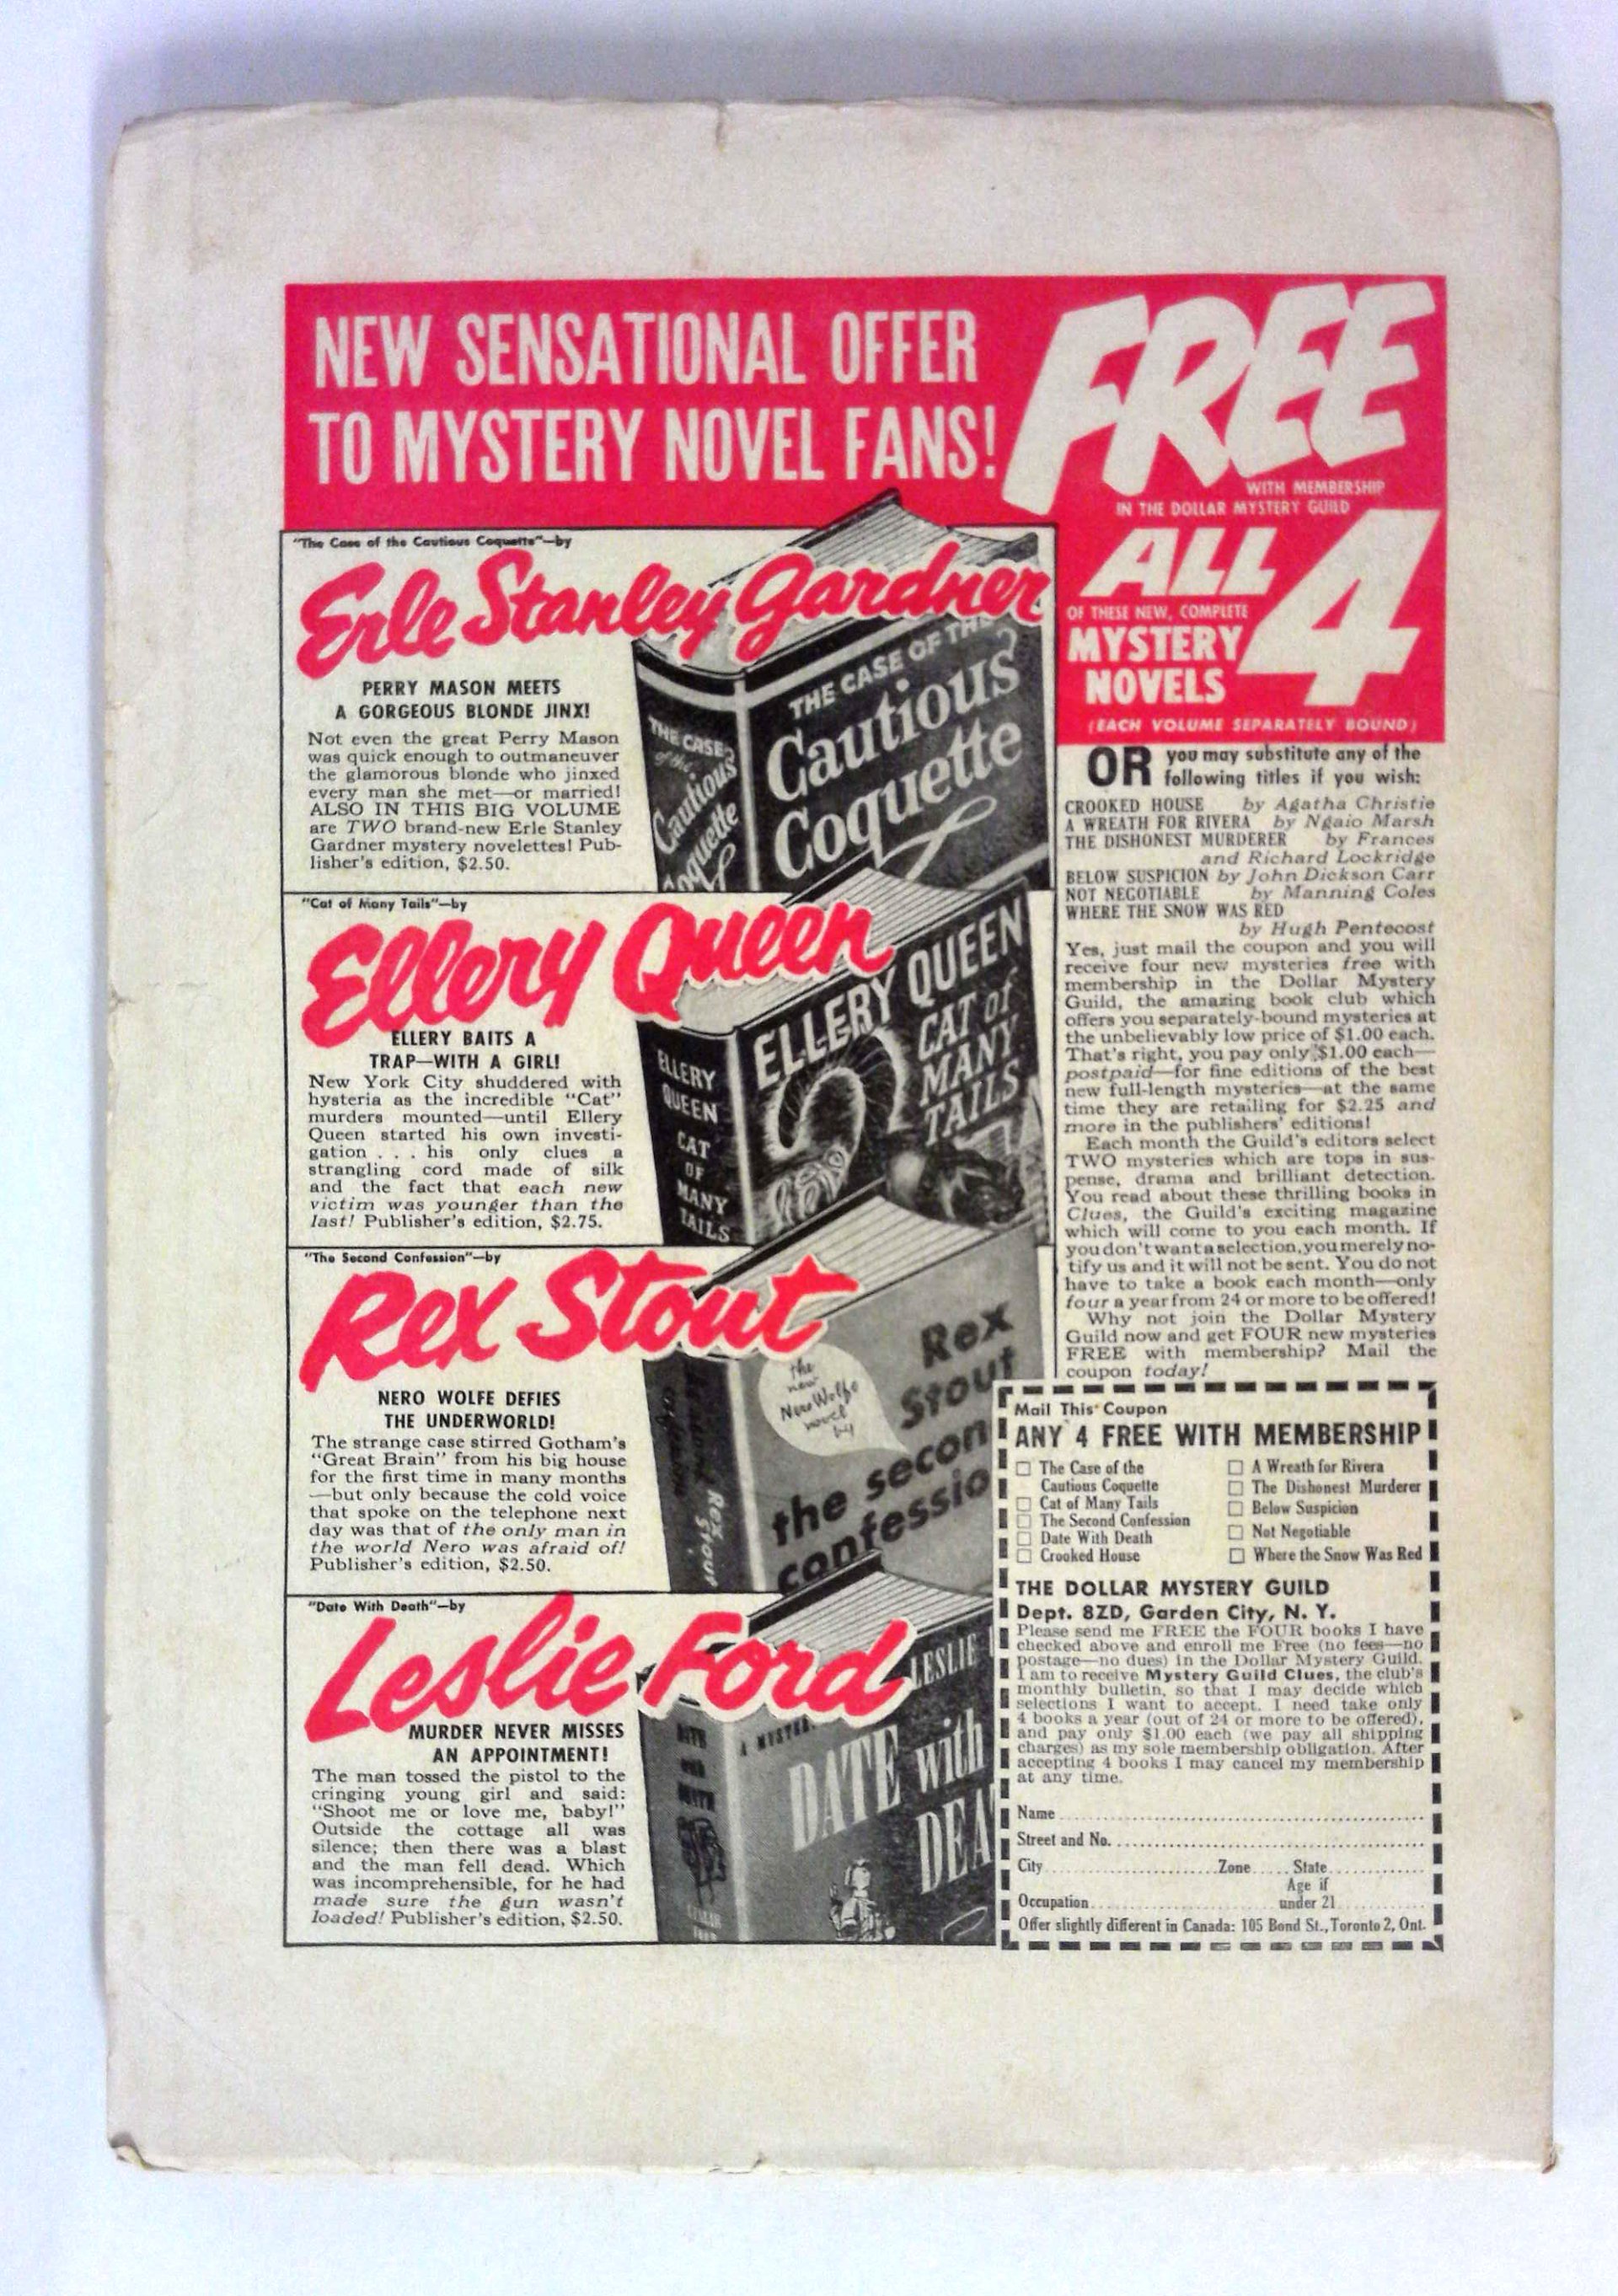 NEW SENSATIONAL OFFER
TO MYSTERY NOVEL FANS!
FREE
WITH MEMBERSHIP
IN THE DOLLAR MYSTERY GUILD
ALL 4
OF THESE NEW, COMPLETE
MYSTERY
NOVELS
(EACH VOLUME SEPARATELY BOUND)
"The Case of the Cautious Coquette"—by
Erle Stanley Gardner
PERRY MASON MEETS
A GORGEOUS BLONDE JINX!
Not even the great Perry Mason
was quick enough to outmaneuver
the glamorous blonde who jinxed
every man she met—or married!
ALSO IN THIS BIG VOLUME
are TWO brand-new Erle Stanley
Gardner mystery novelettes! Pub-
lisher's edition, $2.50.
THE CASE
of the
Cautious
Coquette
THE CASE OF THE
Cautious
Coquette
"Cat of Many Tails"—by
Ellery Queen
ELLERY BAITS A
TRAP—WITH A GIRL!
New York City shuddered with
hysteria as the incredible "Cat"
murders mounted—until Ellery
Queen started his own investi-
gation . . . his only clues a
strangling cord made of silk
and the fact that each new
victim was younger than the
last! Publisher's edition, $2.75.
ELLERY
QUEEN
CAT
OF
MANY
TAILS
ELLERY QUEEN
CAT of
MANY
TAILS
"The Second Confession"—by
Rex Stout
NERO WOLFE DEFIES
THE UNDERWORLD!
The strange case stirred Gotham's
"Great Brain" from his big house
for the first time in many months
—but only because the cold voice
that spoke on the telephone next
day was that of the only man in
the world Nero was afraid of!
Publisher's edition, $2.50.
Rex
Stout
the
new
Nero Wolfe
novel
by
Rex
Stout
the secon
confessio
"Date With Death"—by
Leslie Ford
MURDER NEVER MISSES
AN APPOINTMENT!
The man tossed the pistol to the
cringing young girl and said:
"Shoot me or love me, baby!"
Outside the cottage all was
silence; then there was a blast
and the man fell dead. Which
was incomprehensible, for he had
made sure the gun wasn't
loaded! Publisher's edition, $2.50.
DATE
with
LESLIE
DATE with
DEA
OR you may substitute any of the
following titles if you wish:
CROOKED HOUSE by Agatha Christie
A WREATH FOR RIVERA by Ngaio Marsh
THE DISHONEST MURDERER by Frances
and Richard Lockridge
BELOW SUSPICION by John Dickson Carr
NOT NEGOTIABLE by Manning Coles
WHERE THE SNOW WAS RED
by Hugh Pentecost
Yes, just mail the coupon and you will
receive four new mysteries free with
membership in the Dollar Mystery
Guild, the amazing book club which
offers you separately-bound mysteries at
the unbelievably low price of $1.00 each.
That's right, you pay only $1.00 each—
postpaid—for fine editions of the best
new full-length mysteries—at the same
time they are retailing for $2.25 and
more in the publishers' editions!
Each month the Guild's editors select
TWO mysteries which are tops in sus-
pense, drama and brilliant detection.
You read about these thrilling books in
Clues, the Guild's exciting magazine
which will come to you each month. If
you don't want a selection, you merely no-
tify us and it will not be sent. You do not
have to take a book each month—only
four a year from 24 or more to be offered!
Why not join the Dollar Mystery
Guild now and get FOUR new mysteries
FREE with membership? Mail the
coupon today!
Mail This Coupon
ANY 4 FREE WITH MEMBERSHIP
The Case of the
Cautious Coquette
Cat of Many Tails
The Second Confession
Date With Death
Crooked House
A Wreath for Rivera
The Dishonest Murderer
Below Suspicion
Not Negotiable
Where the Snow Was Red
THE DOLLAR MYSTERY GUILD
Dept. 8ZD, Garden City, N. Y.
Please send me FREE the FOUR books I have
checked above and enroll me Free (no fees—no
postage—no dues) in the Dollar Mystery Guild.
I am to receive Mystery Guild Clues, the club's
monthly bulletin, so that I may decide which
selections I want to accept. I need take only
4 books a year (out of 24 or more to be offered),
and pay only $1.00 each (we pay all shipping
charges) as my sole membership obligation. After
accepting 4 books I may cancel my membership
at any time.
Name
Street and No.
City Zone State
Age if
Occupation under 21
Offer slightly different in Canada: 105 Bond St., Toronto 2, Ont.